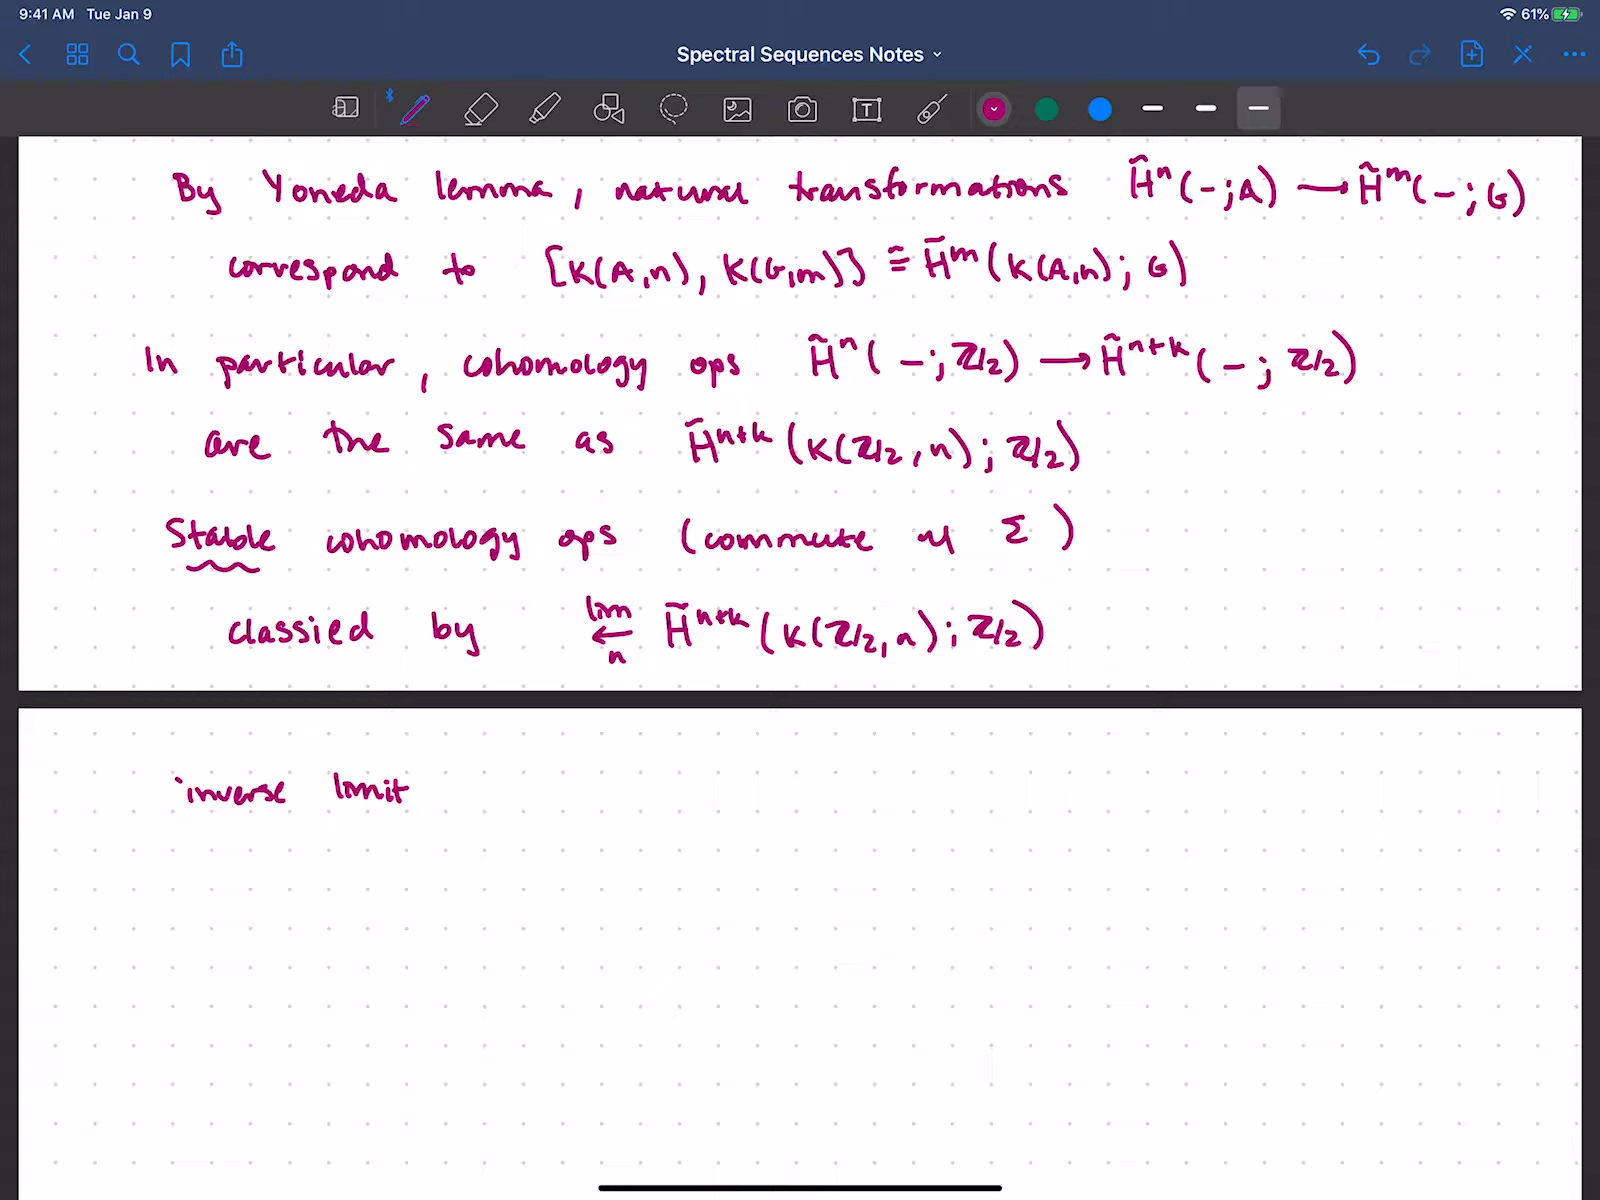 9:41 AM Tue Jan 9
61%
Spectral Sequences Notes
By Yoneda lemma, natural transformations H̃ⁿ(-;A) → H̃ᵐ(-;G)
correspond to [K(A,n), K(G,m)] ≅ H̃ᵐ(K(A,n); G)
In particular, cohomology ops H̃ⁿ(-; Z/2) → H̃ⁿ⁺ᵏ(-; Z/2)
are the same as H̃ⁿ⁺ᵏ(K(Z/2, n); Z/2)
Stable cohomology ops (commute w/ Σ)
classied by lim ← n H̃ⁿ⁺ᵏ(K(Z/2, n); Z/2)
inverse limit